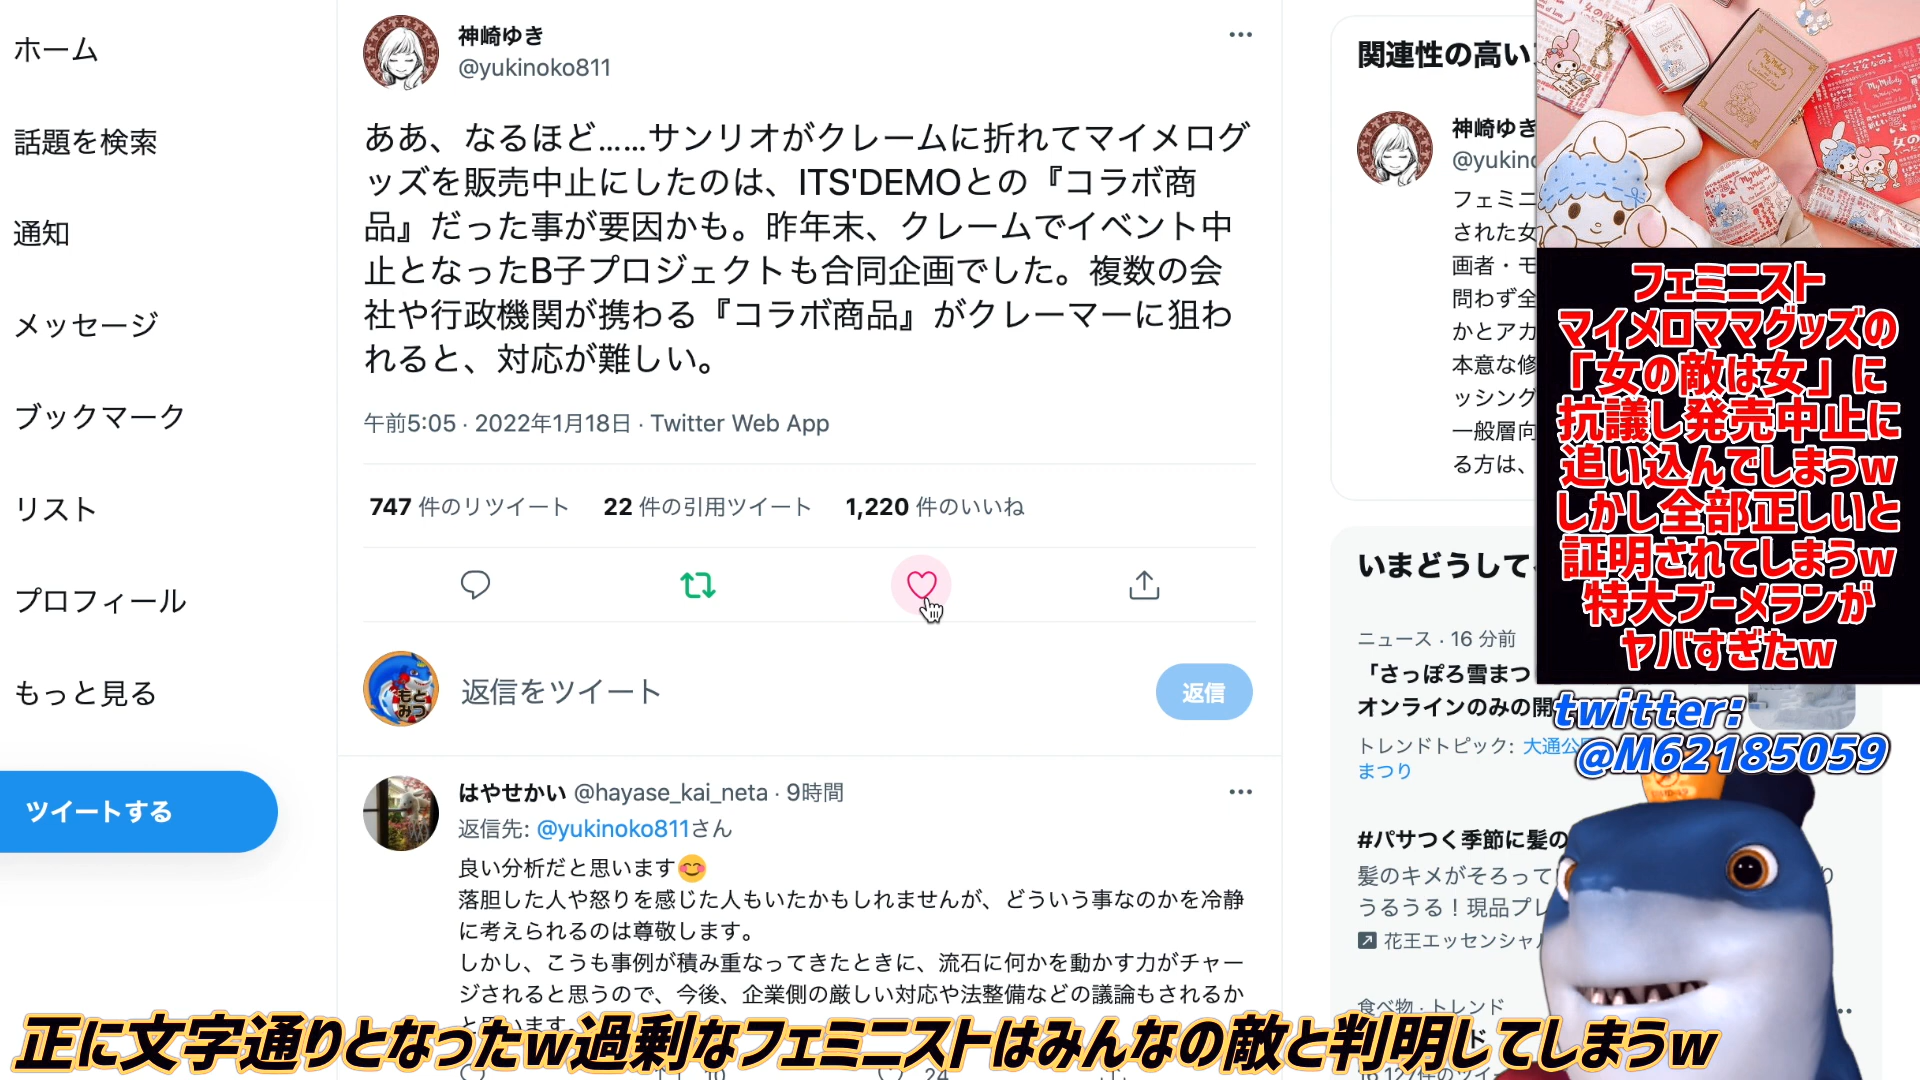 ホーム
話題を検索
通知
メッセージ
ブックマーク
リスト
プロフィール
もっと見る
ツイートする
神崎ゆき
@yukinoko811
ああ、なるほど……サンリオがクレームに折れてマイメログ
ッズを販売中止にしたのは、ITS'DEMOとの『コラボ商
品』だった事が要因かも。昨年末、クレームでイベント中
止となったB子プロジェクトも合同企画でした。複数の会
社や行政機関が携わる『コラボ商品』がクレーマーに狙わ
れると、対応が難しい。
午前5:05 · 2022年1月18日 · Twitter Web App
747 件のリツイート 22 件の引用ツイート 1,220 件のいいね
もと
みつ
返信をツイート
返信
はやせかい @hayase_kai_neta · 9時間
返信先: @yukinoko811さん
良い分析だと思います😊
落胆した人や怒りを感じた人もいたかもしれませんが、どういう事なのかを冷静
に考えられるのは尊敬します。
しかし、こうも事例が積み重なってきたときに、流石に何かを動かす力がチャー
ジされると思うので、今後、企業側の厳しい対応や法整備などの議論もされるか
と思います。
10
24
関連性の高い
神崎ゆき
@yukino
フェミニ
された女
画者・モ
問わず全
かとアカ
本意な修
ッシング
一般層向
る方は、
いまどうして
ニュース · 16 分前
「さっぽろ雪まつ
オンラインのみの開
トレンドトピック: 大通公
まつり
#パサつく季節に髪の
髪のキメがそろって
うるうる！現品プレ
花王エッセンシャル
食べ物 · トレンド
ド
My Melody
フェミニスト
マイメロママグッズの
「女の敵は女」に
抗議し発売中止に
追い込んでしまうw
しかし全部正しいと
証明されてしまうw
特大ブーメランが
ヤバすぎたw
twitter:
@M62185059
正に文字通りとなったw過剰なフェミニストはみんなの敵と判明してしまうw